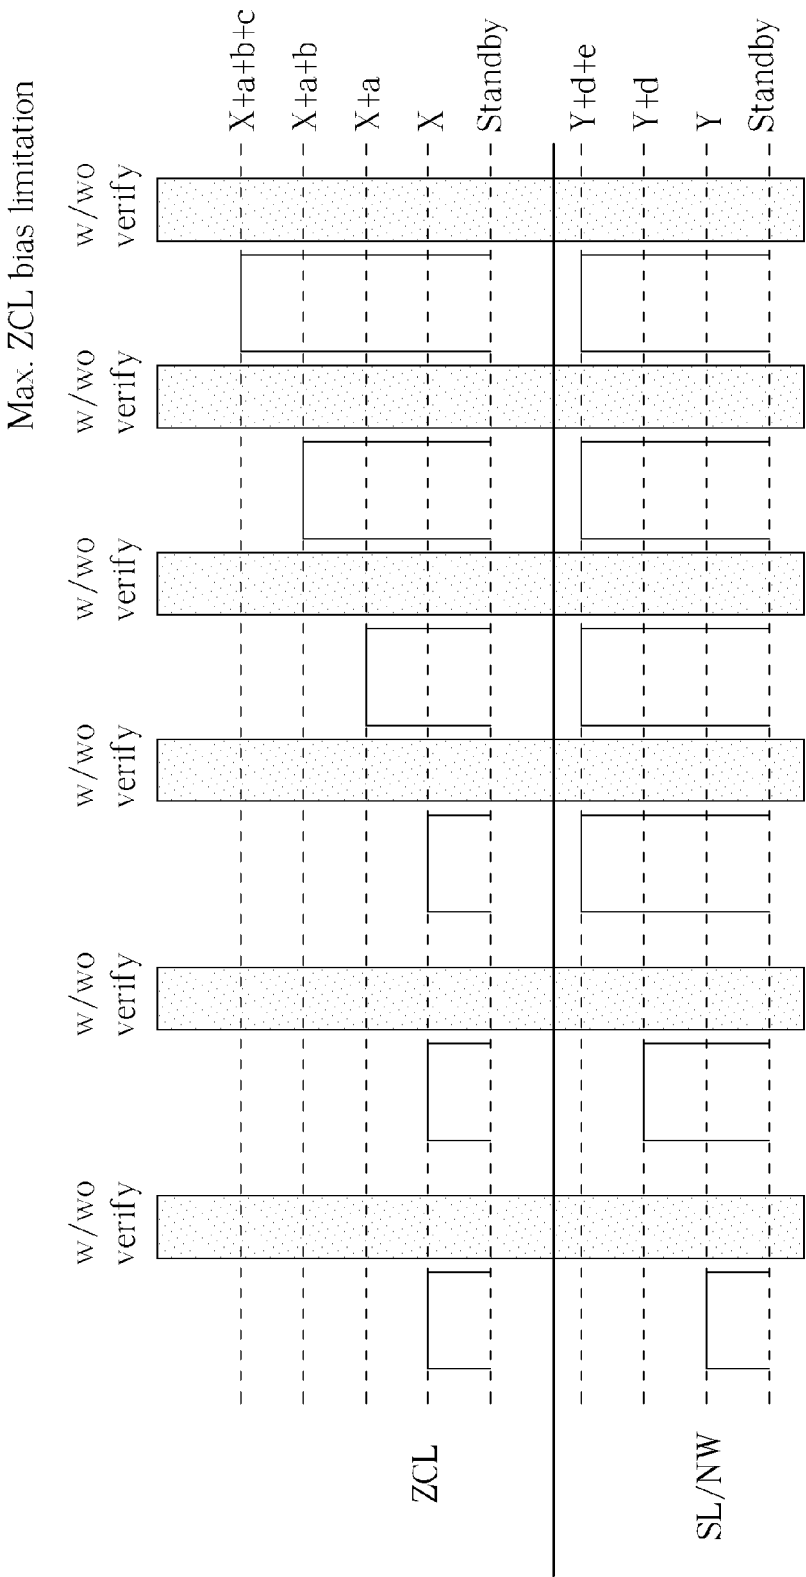 Max. ZCL bias limitation
w/wo verify
w/wo verify
w/wo verify
w/wo verify
w/wo verify
w/wo verify
X+a+b+c
X+a+b
X+a
ZCL
X
Standby
Y+d+e
Y+d
SL/NW
Y
Standby